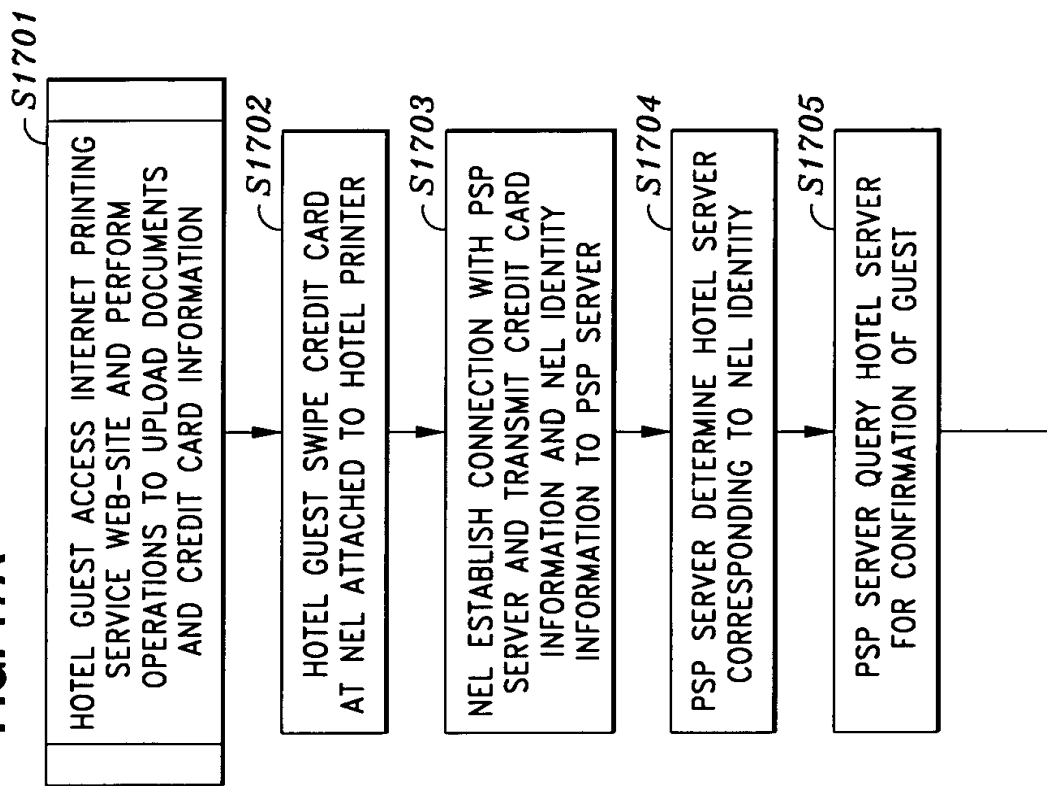 S1701
HOTEL GUEST ACCESS INTERNET PRINTING
SERVICE WEB-SITE AND PERFORM
OPERATIONS TO UPLOAD DOCUMENTS
AND CREDIT CARD INFORMATION
S1702
HOTEL GUEST SWIPE CREDIT CARD
AT NEL ATTACHED TO HOTEL PRINTER
S1703
NEL ESTABLISH CONNECTION WITH PSP
SERVER AND TRANSMIT CREDIT CARD
INFORMATION AND NEL IDENTITY
INFORMATION TO PSP SERVER
S1704
PSP SERVER DETERMINE HOTEL SERVER
CORRESPONDING TO NEL IDENTITY
S1705
PSP SERVER QUERY HOTEL SERVER
FOR CONFIRMATION OF GUEST